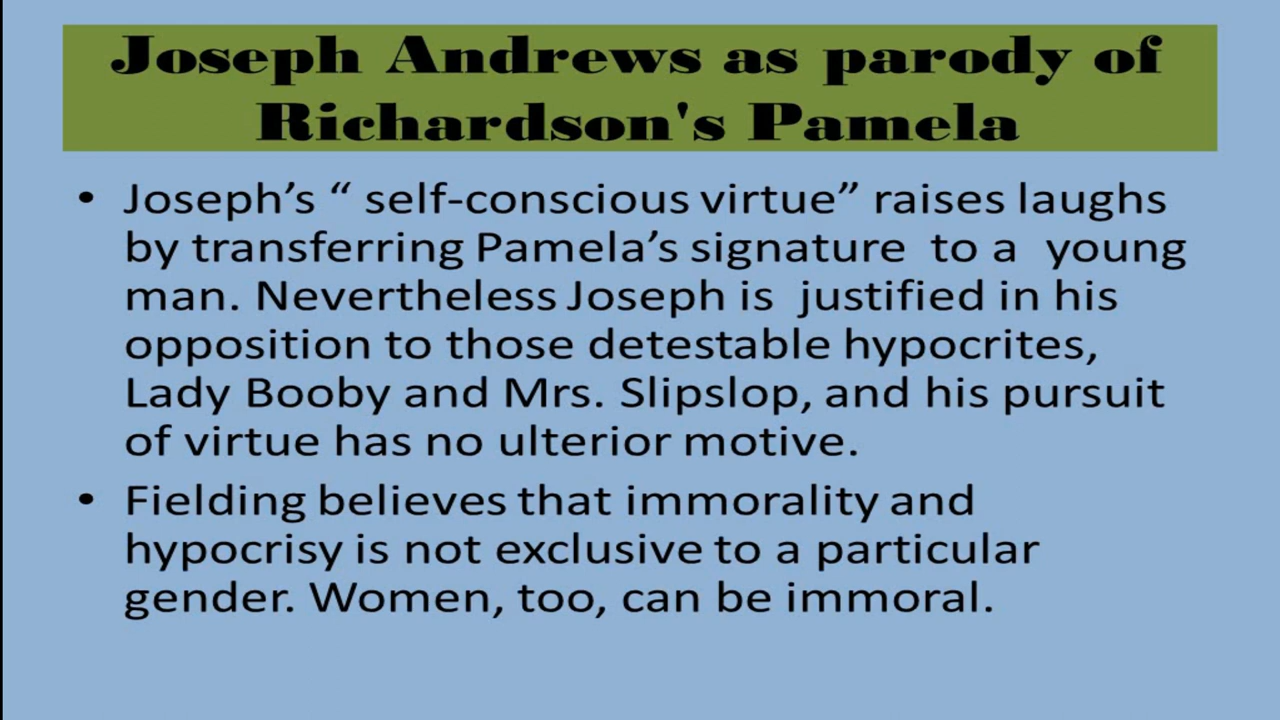 Joseph Andrews as parody of
Richardson's Pamela
• Joseph’s “ self-conscious virtue” raises laughs
by transferring Pamela’s signature to a young
man. Nevertheless Joseph is justified in his
opposition to those detestable hypocrites,
Lady Booby and Mrs. Slipslop, and his pursuit
of virtue has no ulterior motive.
• Fielding believes that immorality and
hypocrisy is not exclusive to a particular
gender. Women, too, can be immoral.